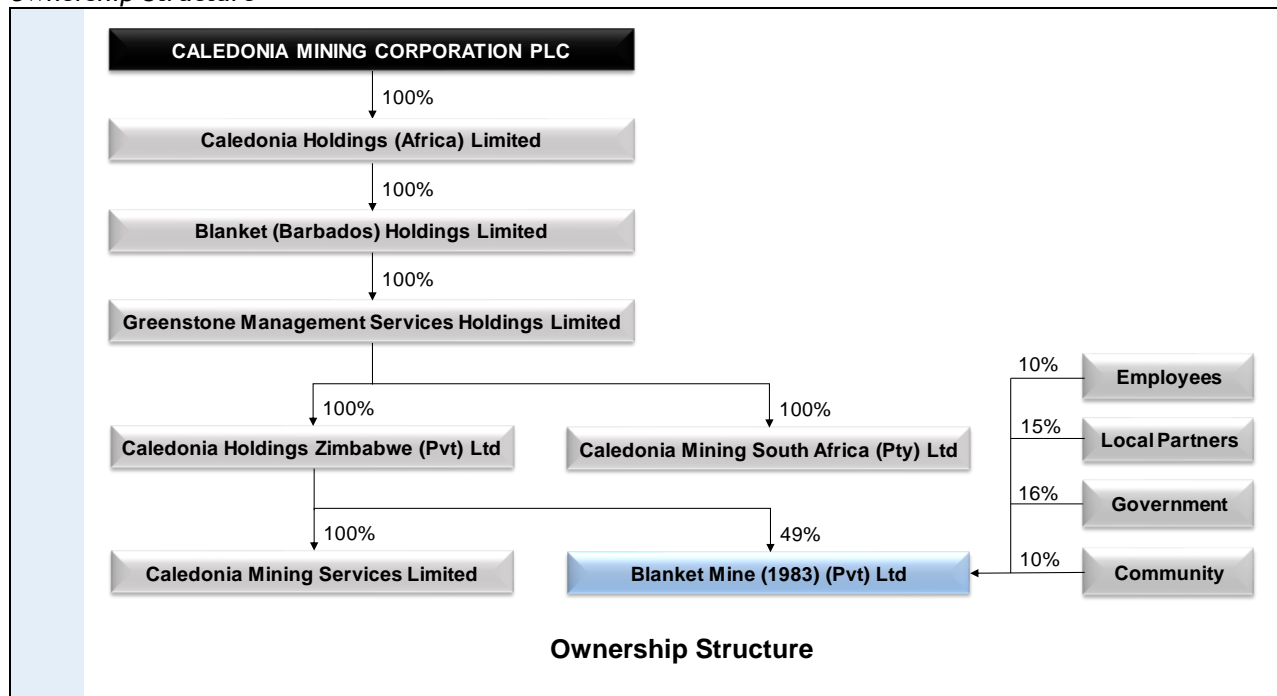 Ownership Structure
CALEDONIA MINING CORPORATION PLC
100%
Caledonia Holdings (Africa) Limited
100%
Blanket (Barbados) Holdings Limited
100%
Greenstone Management Services Holdings Limited
100%
100%
Caledonia Holdings Zimbabwe (Pvt) Ltd
Caledonia Mining South Africa (Pty) Ltd
100%
49%
Caledonia Mining Services Limited
Blanket Mine (1983) (Pvt) Ltd
10%
Employees
15%
Local Partners
16%
Government
10%
Community
Ownership Structure